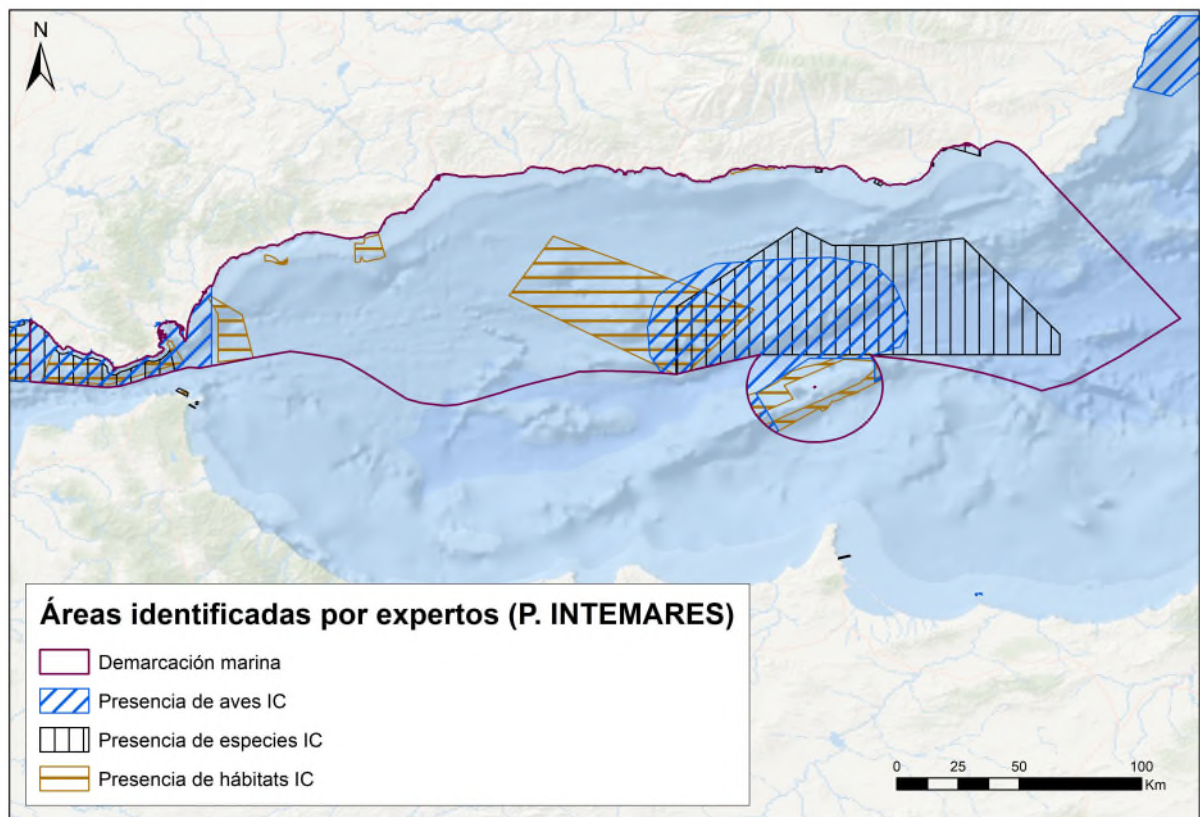 N
Áreas identificadas por expertos (P. INTEMARES)
Demarcación marina
Presencia de aves IC
Presencia de especies IC
Presencia de hábitats IC
0 25 50 100
Km